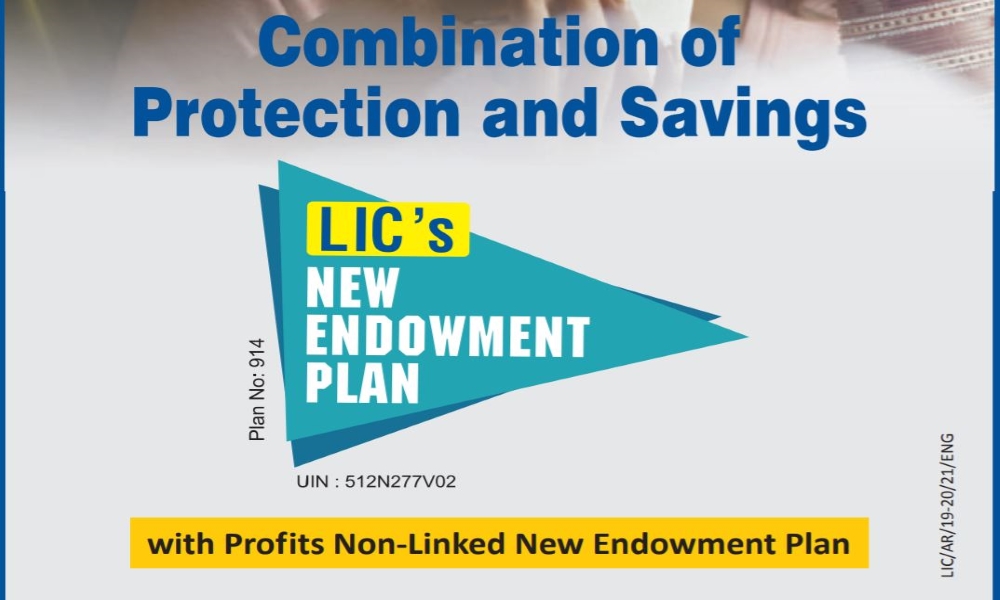 Combination of
Protection and Savings
LIC's
NEW
ENDOWMENT
PLAN
Plan No: 914
UIN : 512N277V02
with Profits Non-Linked New Endowment Plan
LIC/AR/19-20/21/ENG